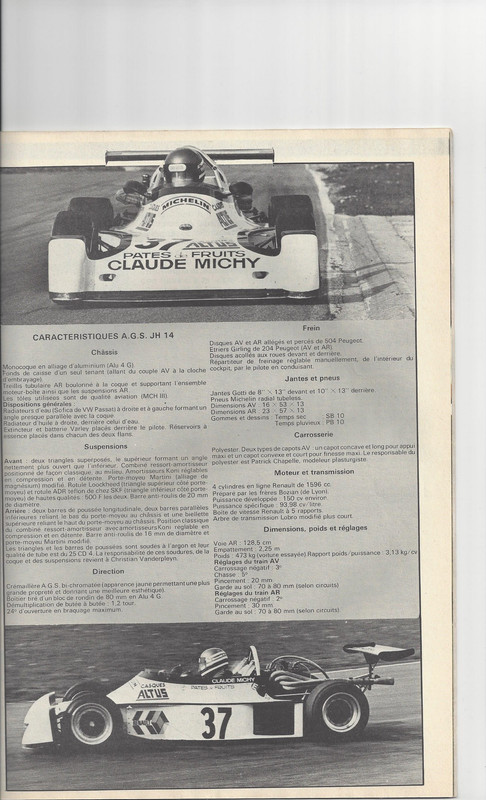 MICHELIN
37 ALTUS
PATES de FRUITS
CLAUDE MICHY
CARACTERISTIQUES A.G.S. JH 14
Châssis
Monocoque en alliage d'aluminium (Alu 4 G)
Fonds de caisse d'un seul tenant (allant du couple AV à la cloche
d'embrayage).
Treillis tubulaire AR boulonné à la coque et supportant l'ensemble
moteur-boîte ainsi que les suspensions AR.
Les tôles utilisées sont de qualité aviation (MCH III).
Dispositions générales
Radiateurs d'eau (Sofica de VW Passat) à droite et à gauche formant un
angle presque parallèle avec la coque.
Radiateur d'huile à droite, derrière celui d'eau.
Extincteur et batterie Varley placés derrière le pilote. Réservoirs à
essence placés dans chacun des deux flans.
Suspensions
Avant : deux triangles superposés, le supérieur formant un angle
nettement plus ouvert que l'inférieur. Combiné ressort-amortisseur
positionné de façon classique, au milieu. Amortisseurs Koni réglables
en compression et en détente. Porte-moyeu Martini (alliage de
magnésium) modifié. Rotule Loockheed (triangle supérieur côté porte-
moyeu) et rotule ADR teflon de chez SKF (triangle inférieur côté porte-
moyeu) de hautes qualités : 500 F les deux. Barre anti-roulis de 20 mm
de diamètre.
Arrière : deux barres de poussée longitudinale, deux barres parallèles
inférieures reliant le bas du porte-moyeu au châssis et une biellette
supérieure reliant le haut du porte-moyeu au châssis. Position classique
du combiné ressort-amortisseur avec amortisseurs Koni réglable en
compression et en détente. Barre anti-roulis de 16 mm de diamètre et
porte-moyeu Martini modifié.
Les triangles et les barres de poussées sont soudés à l'argon et leur
qualité de tube est du 25 CD 4. La responsabilité de ces soudures, de la
coque et des suspensions revient à Christian Vanderpleyn.
Direction
Crémaillère A.G.S. bi-chromatée (apparence jaune permettant une plus
grande propreté et donnant une meilleure esthétique).
Boîtier tiré d'un bloc de rondin de 80 mm en Alu 4 G.
Démultiplication de butée à butée : 1,2 tour.
24° d'ouverture en braquage maximum.
Frein
Disques AV et AR allégés et percés de 504 Peugeot.
Etriers Girling de 204 Peugeot (AV et AR).
Disques accolés aux roues devant et derrière.
Répartiteur de freinage réglable manuellement, de l'intérieur du
cockpit, par le pilote en conduisant.
Jantes et pneus
Jantes Gotti de 8'' × 13'' devant et 10'' × 13'' derrière.
Pneus Michelin radial tubeless.
Dimensions AV : 16 × 53 × 13
Dimensions AR : 23 × 57 × 13
Gommes et dessins : Temps sec : SB 10
Temps pluvieux : PB 10
Carrosserie
Polyester. Deux types de capots AV : un capot concave et long pour appui
maxi et un capot convexe et court pour finesse maxi. Le responsable du
polyester est Patrick Chapelle, modeleur plasturgiste.
Moteur et transmission
4 cylindres en ligne Renault de 1596 cc.
Préparé par les frères Bozian (de Lyon).
Puissance développée : 150 cv environ.
Puissance spécifique : 93,98 cv/litre.
Boîte de vitesse Renault à 5 rapports.
Arbre de transmission Lobro modifié plus court.
Dimensions, poids et réglages
Voie AR : 128,5 cm
Empattement : 2,25 m
Poids : 473 kg (voiture essayée) Rapport poids/puissance : 3,13 kg/cv
Réglages du train AV
Carrossage négatif : 3°
Chasse : 5°
Pincement : 20 mm
Garde au sol : 70 à 80 mm (selon circuits)
Réglages du train AR
Carrossage négatif : 2°
Pincement : 30 mm
Garde au sol : 70 à 80 mm (selon circuits)
CASQUES
ALTUS
CLAUDE MICHY
PATES de FRUITS
37